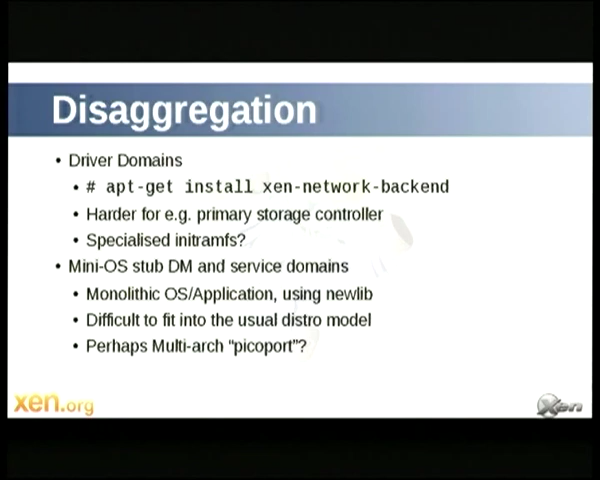 Disaggregation
• Driver Domains
• # apt-get install xen-network-backend
• Harder for e.g. primary storage controller
• Specialised initramfs?
• Mini-OS stub DM and service domains
• Monolithic OS/Application, using newlib
• Difficult to fit into the usual distro model
• Perhaps Multi-arch “picoport”?
xen.org
Xen